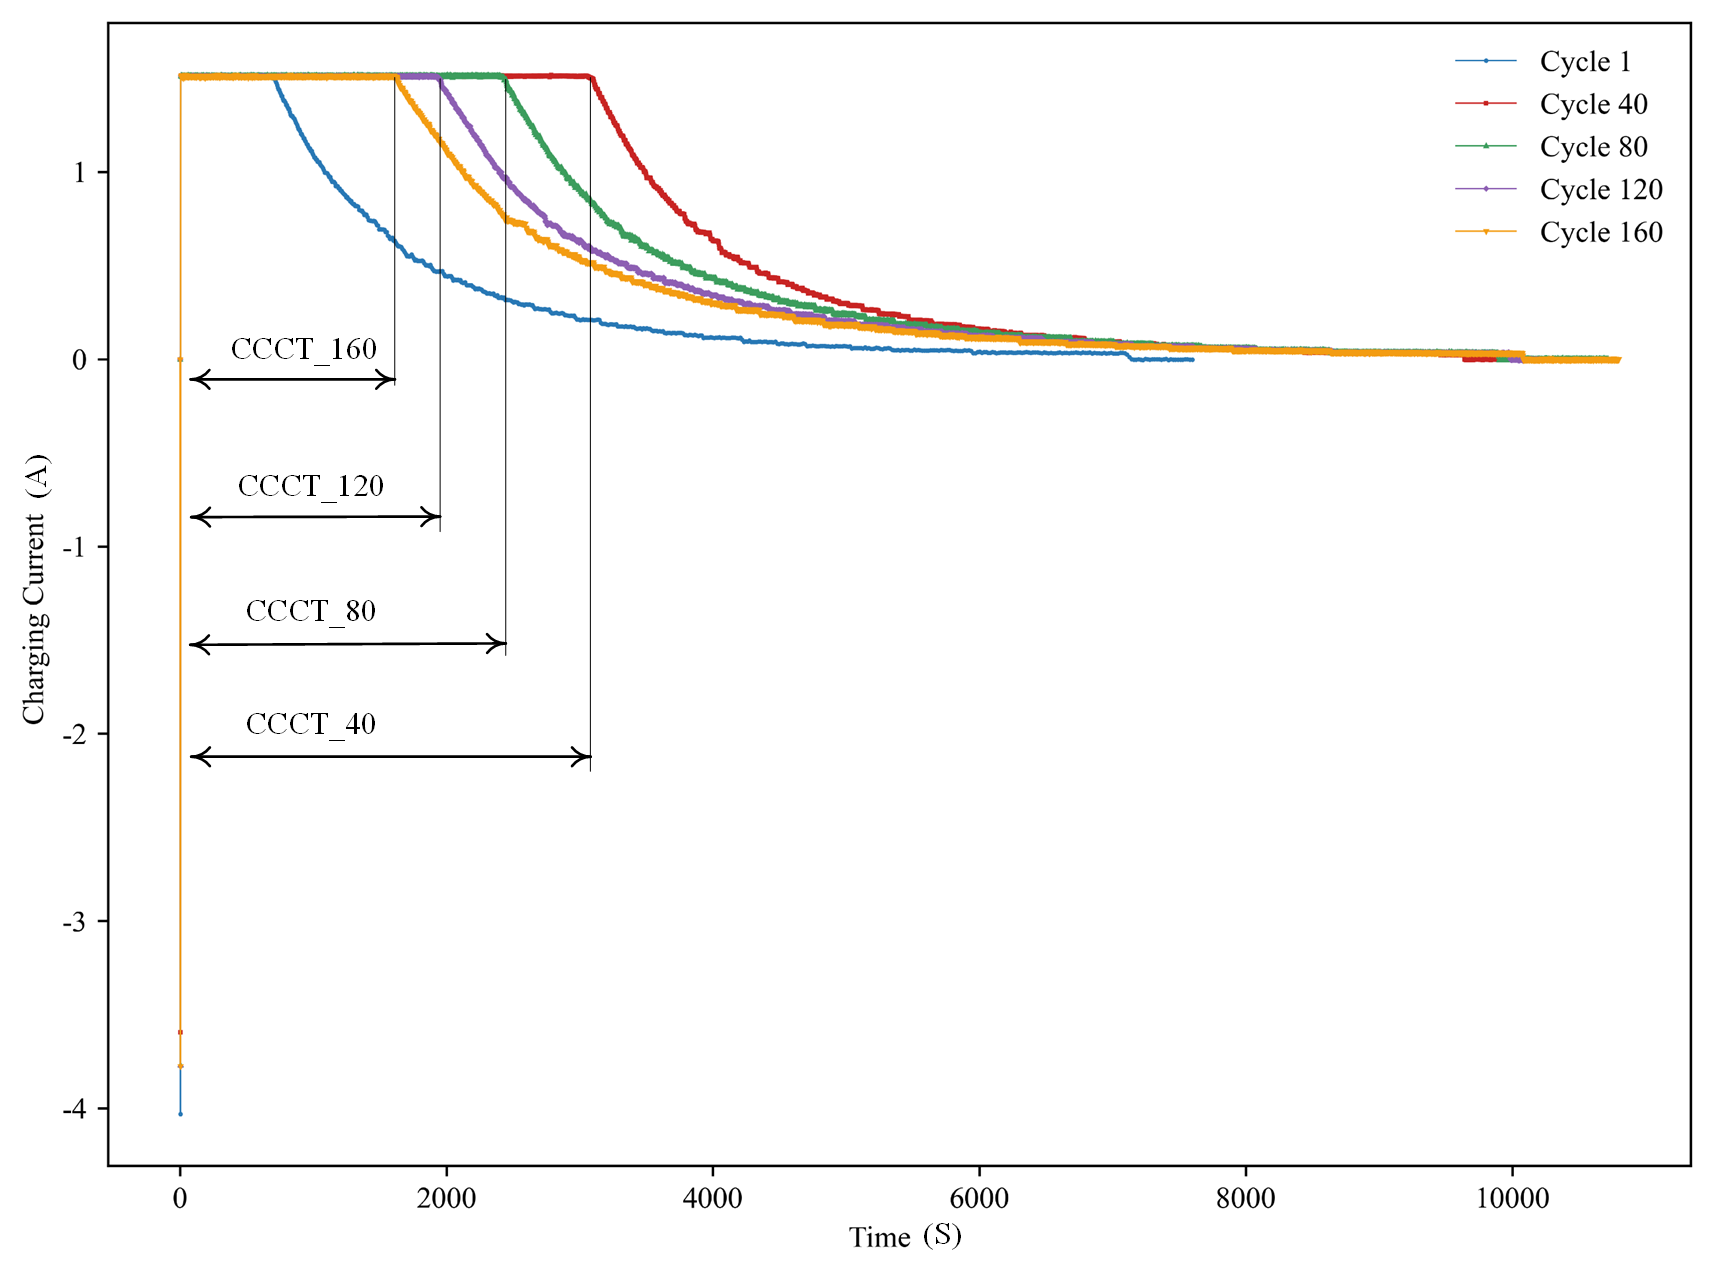 Cycle 1
Cycle 40
Cycle 80
Cycle 120
Cycle 160
1
0
-1
-2
-3
-4
Charging Current (A)
CCCT_160
CCCT_120
CCCT_80
CCCT_40
0 2000 4000 6000 8000 10000
Time (S)